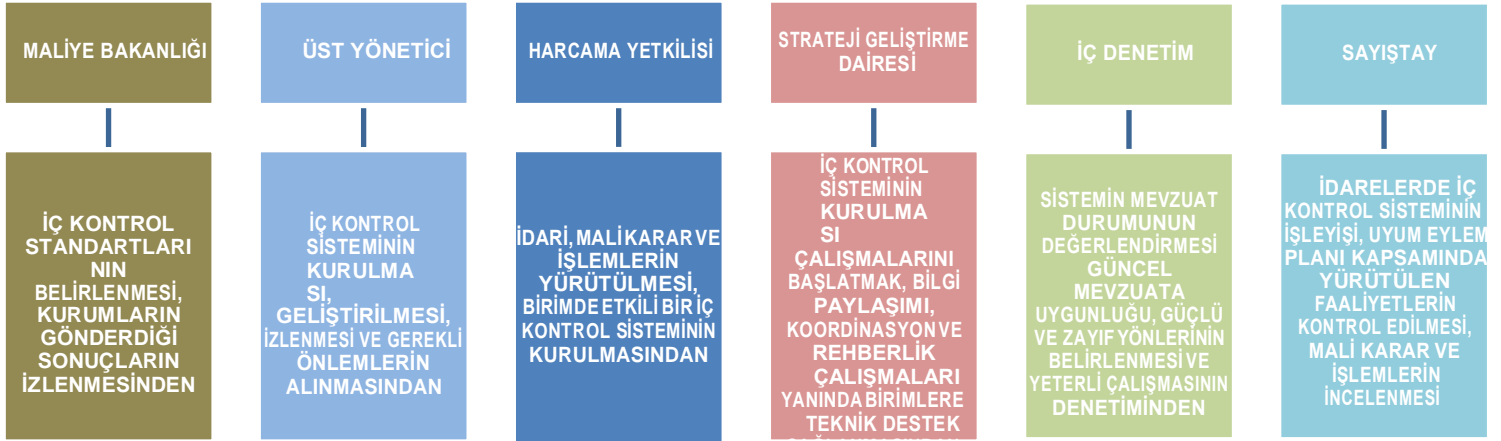 MALİYE BAKANLIĞI
ÜST YÖNETİCİ
HARCAMA YETKİLİSİ
STRATEJİ GELİŞTİRME
DAİRESİ
İÇ DENETİM
SAYIŞTAY
İÇ KONTROL
STANDARTLARI
NIN
BELİRLENMESİ,
KURUMLARIN
GÖNDERDİĞİ
SONUÇLARIN
İZLENMESİNDEN
İÇ KONTROL
SİSTEMİNİN
KURULMA
SI,
GELİŞTİRİLMESİ,
İZLENMESİ VE GEREKLİ
ÖNLEMLERİN
ALINMASINDAN
İDARİ, MALİ KARAR VE
İŞLEMLERİN
YÜRÜTÜLMESİ,
BİRİMDE ETKİLİ BİR İÇ
KONTROL SİSTEMİNİN
KURULMASINDAN
İÇ KONTROL
SİSTEMİNİN
KURULMA
SI
ÇALIŞMALARINI
BAŞLATMAK, BİLGİ
PAYLAŞIMI,
KOORDİNASYON VE
REHBERLİK
ÇALIŞMALARI
YANINDA BİRİMLERE
TEKNİK DESTEK
SİSTEMİN MEVZUAT
DURUMUNUN
DEĞERLENDİRMESİ
GÜNCEL
MEVZUATA
UYGUNLUĞU, GÜÇLÜ
VE ZAYIF YÖNLERİNİN
BELİRLENMESİ VE
YETERLİ ÇALIŞMASININ
DENETİMİNDEN
İDARELERDE İÇ
KONTROL SİSTEMİNİN
İŞLEYİŞİ, UYUM EYLEM
PLANI KAPSAMINDA
YÜRÜTÜLEN
FAALİYETLERİN
KONTROL EDİLMESİ,
MALİ KARAR VE
İŞLEMLERİN
İNCELENMESİ